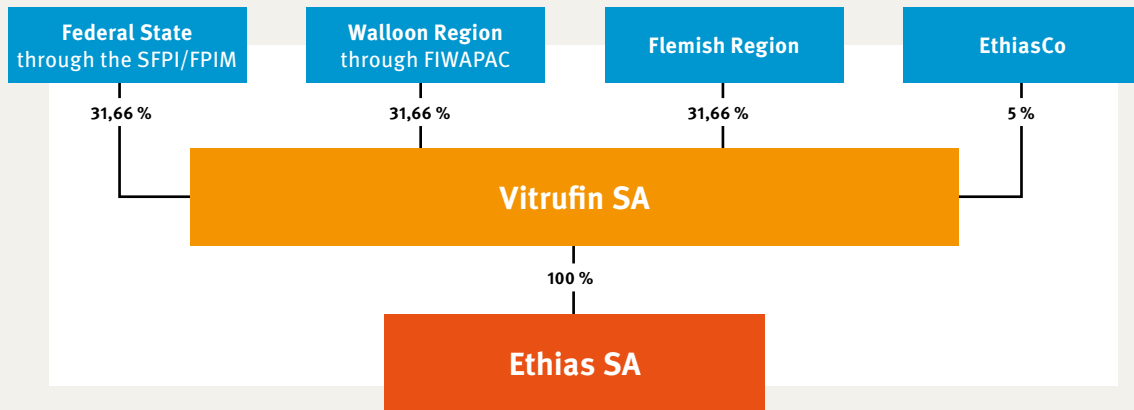 Federal State
through the SFPI/FPIM
Walloon Region
through FIWAPAC
Flemish Region
EthiasCo
31,66 %
31,66 %
31,66 %
5 %
Vitrufin SA
100 %
Ethias SA